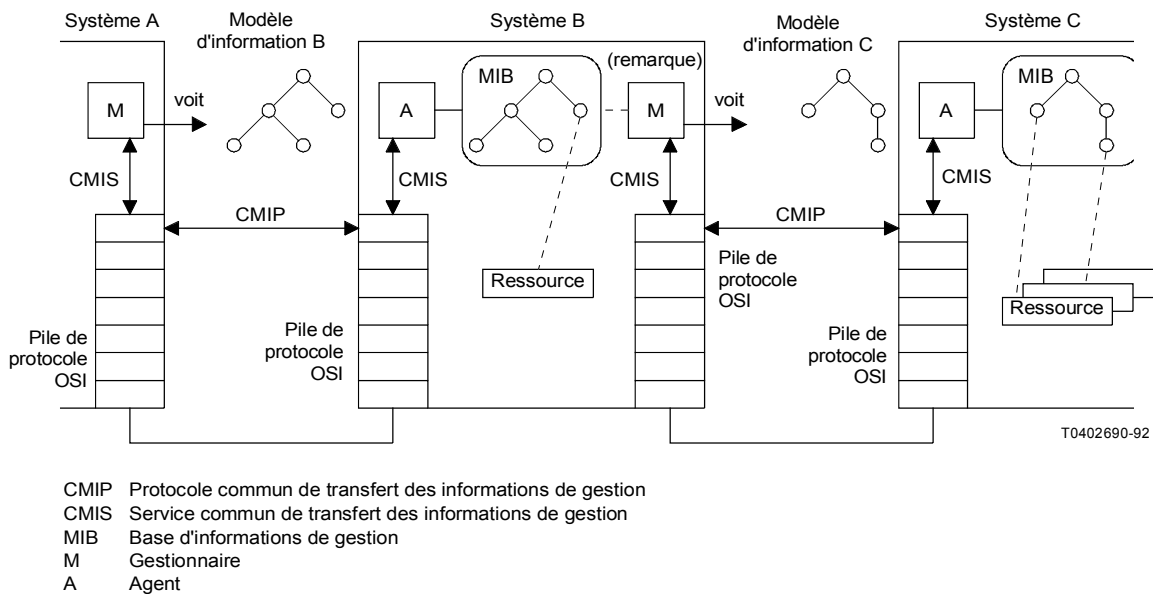 Système A
Modèle
d'information B
Système B
Modèle
d'information C
Système C
(remarque)
MIB
MIB
M
voit
A
M
voit
A
CMIS
CMIS
CMIS
CMIS
CMIP
CMIP
Ressource
Pile de
protocole
OSI
Ressource
Pile de
protocole
OSI
Pile de
protocole
OSI
Pile de
protocole
OSI
T0402690-92
CMIP Protocole commun de transfert des informations de gestion
CMIS Service commun de transfert des informations de gestion
MIB Base d'informations de gestion
M Gestionnaire
A Agent